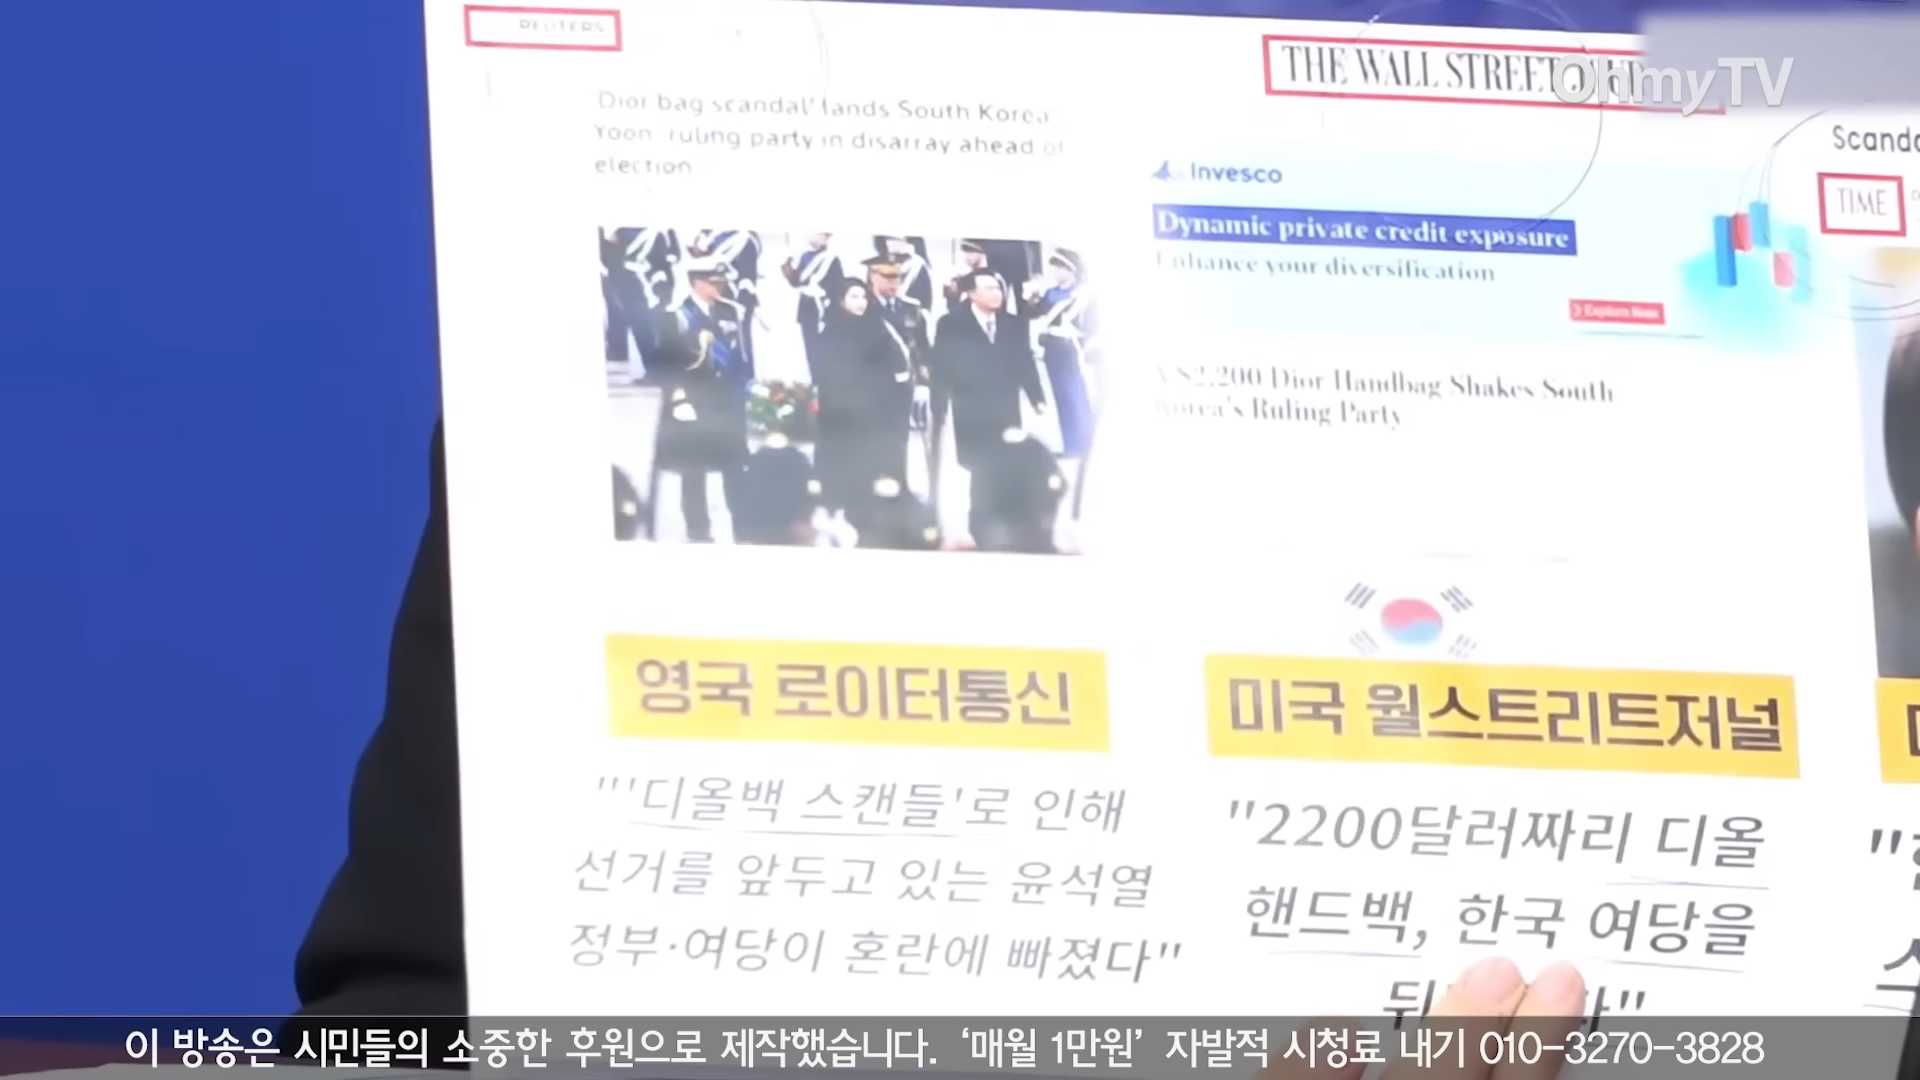 REUTERS
'Dior bag scandal' lands South Korea'
Yoon, ruling party in disarray ahead of
election
THE WALL STREET
OhmyTV
Invesco
Dynamic private credit exposure
Enhance your diversification
Explore Now
$2,200 Dior Handbag Shakes South
Korea's Ruling Party
TIME
영국 로이터통신
"'디올백 스캔들'로 인해
선거를 앞두고 있는 윤석열
정부·여당이 혼란에 빠졌다"
미국 월스트리트저널
"2200달러짜리 디올
핸드백, 한국 여당을
이 방송은 시민들의 소중한 후원으로 제작했습니다. ‘매월 1만원’ 자발적 시청료 내기 010-3270-3828